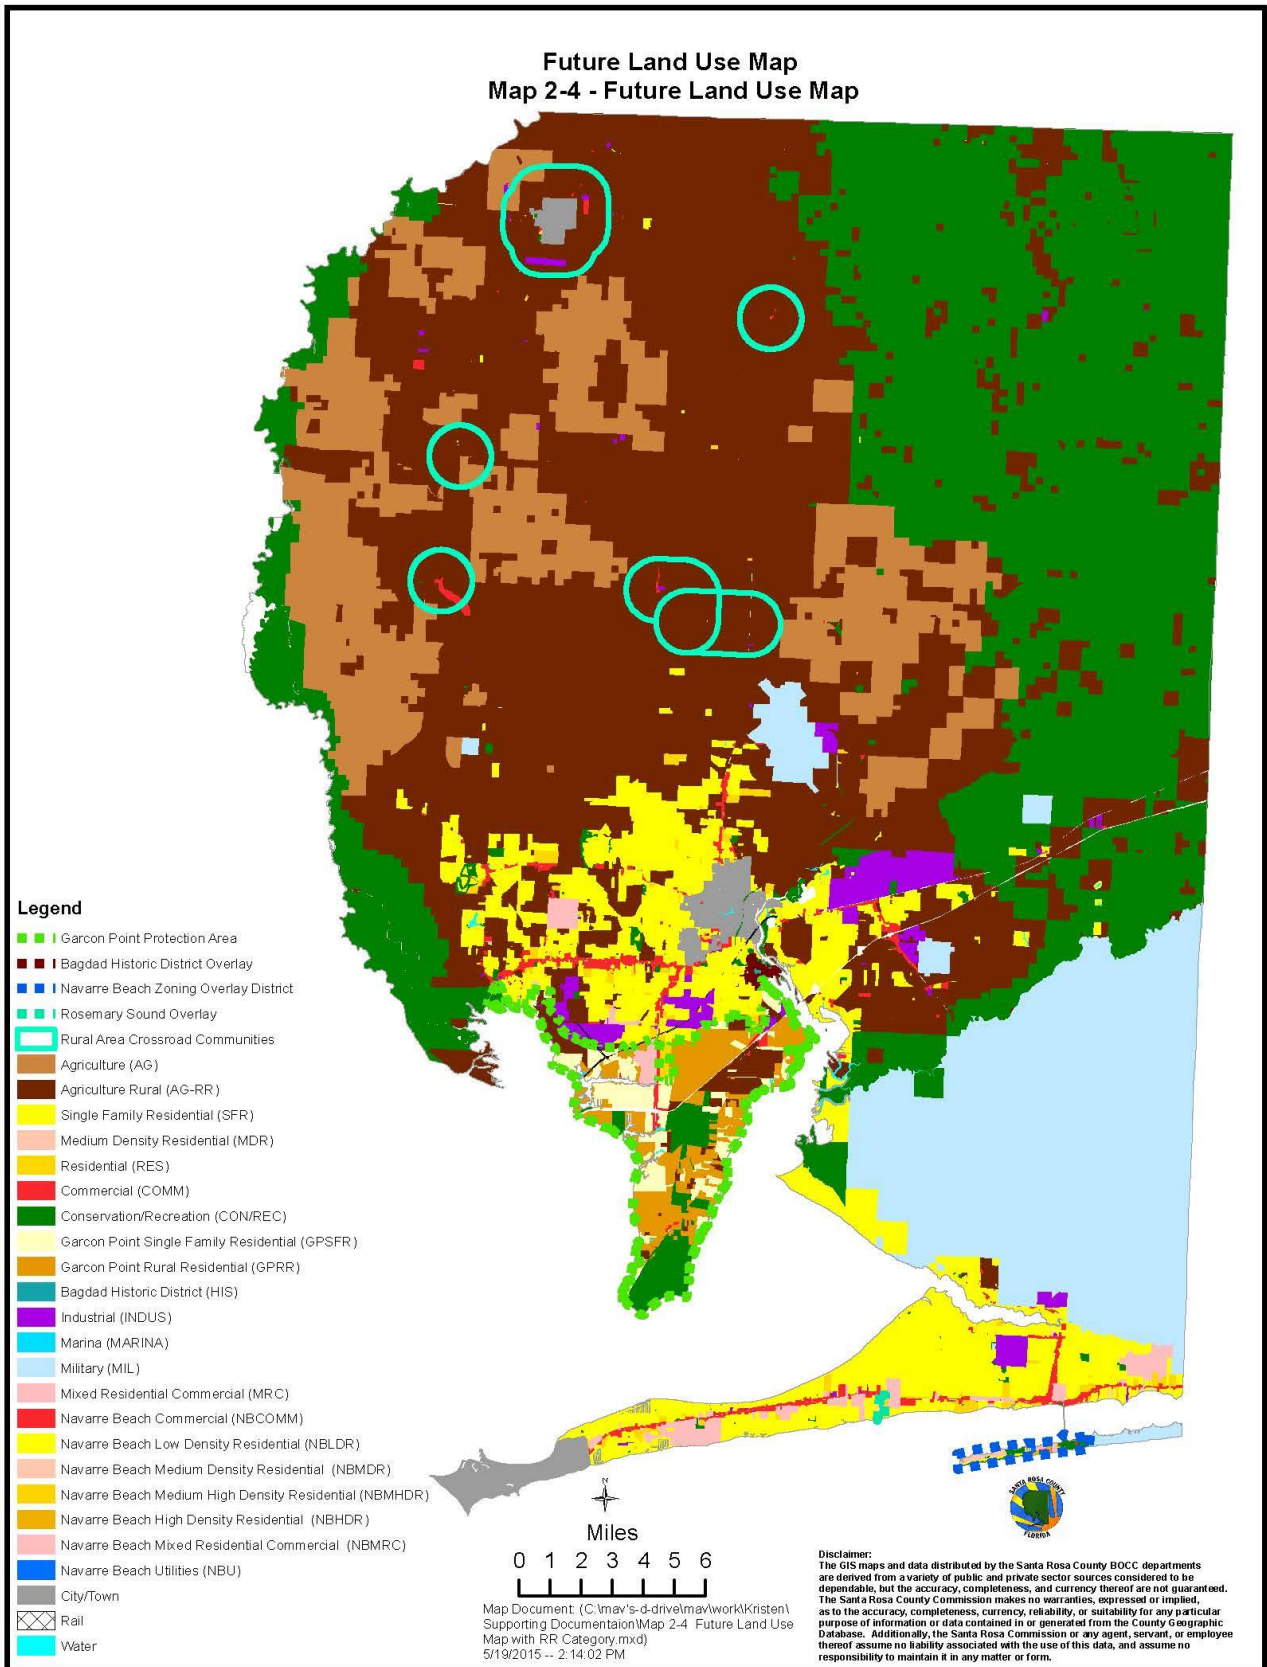 Future Land Use Map
Map 2-4 - Future Land Use Map
Legend
Garcon Point Protection Area
Bagdad Historic District Overlay
Navarre Beach Zoning Overlay District
Rosemary Sound Overlay
Rural Area Crossroad Communities
Agriculture (AG)
Agriculture Rural (AG-RR)
Single Family Residential (SFR)
Medium Density Residential (MDR)
Residential (RES)
Commercial (COMM)
Conservation/Recreation (CON/REC)
Garcon Point Single Family Residential (GPSFR)
Garcon Point Rural Residential (GPRR)
Bagdad Historic District (HIS)
Industrial (INDUS)
Marina (MARINA)
Military (MIL)
Mixed Residential Commercial (MRC)
Navarre Beach Commercial (NBCOMM)
Navarre Beach Low Density Residential (NBLDR)
Navarre Beach Medium Density Residential (NBMDR)
Navarre Beach Medium High Density Residential (NBMHDR)
Navarre Beach High Density Residential (NBHDR)
Navarre Beach Mixed Residential Commercial (NBMRC)
Navarre Beach Utilities (NBU)
City/Town
Rail
Water
N
Miles
0 1 2 3 4 5 6
Map Document: (C:\mav's-d-drive\mav\work\Kristen\
Supporting Documentaion\Map 2-4 Future Land Use
Map with RR Category.mxd)
5/19/2015 -- 2:14:02 PM
SANTA ROSA COUNTY
FLORIDA
Disclaimer:
The GIS maps and data distributed by the Santa Rosa County BOCC departments
are derived from a variety of public and private sector sources considered to be
dependable, but the accuracy, completeness, and currency thereof are not guaranteed.
The Santa Rosa County Commission makes no warranties, expressed or implied,
as to the accuracy, completeness, currency, reliability, or suitability for any particular
purpose of information or data contained in or generated from the County Geographic
Database. Additionally, the Santa Rosa Commission or any agent, servant, or employee
thereof assume no liability associated with the use of this data, and assume no
responsibility to maintain it in any matter or form.